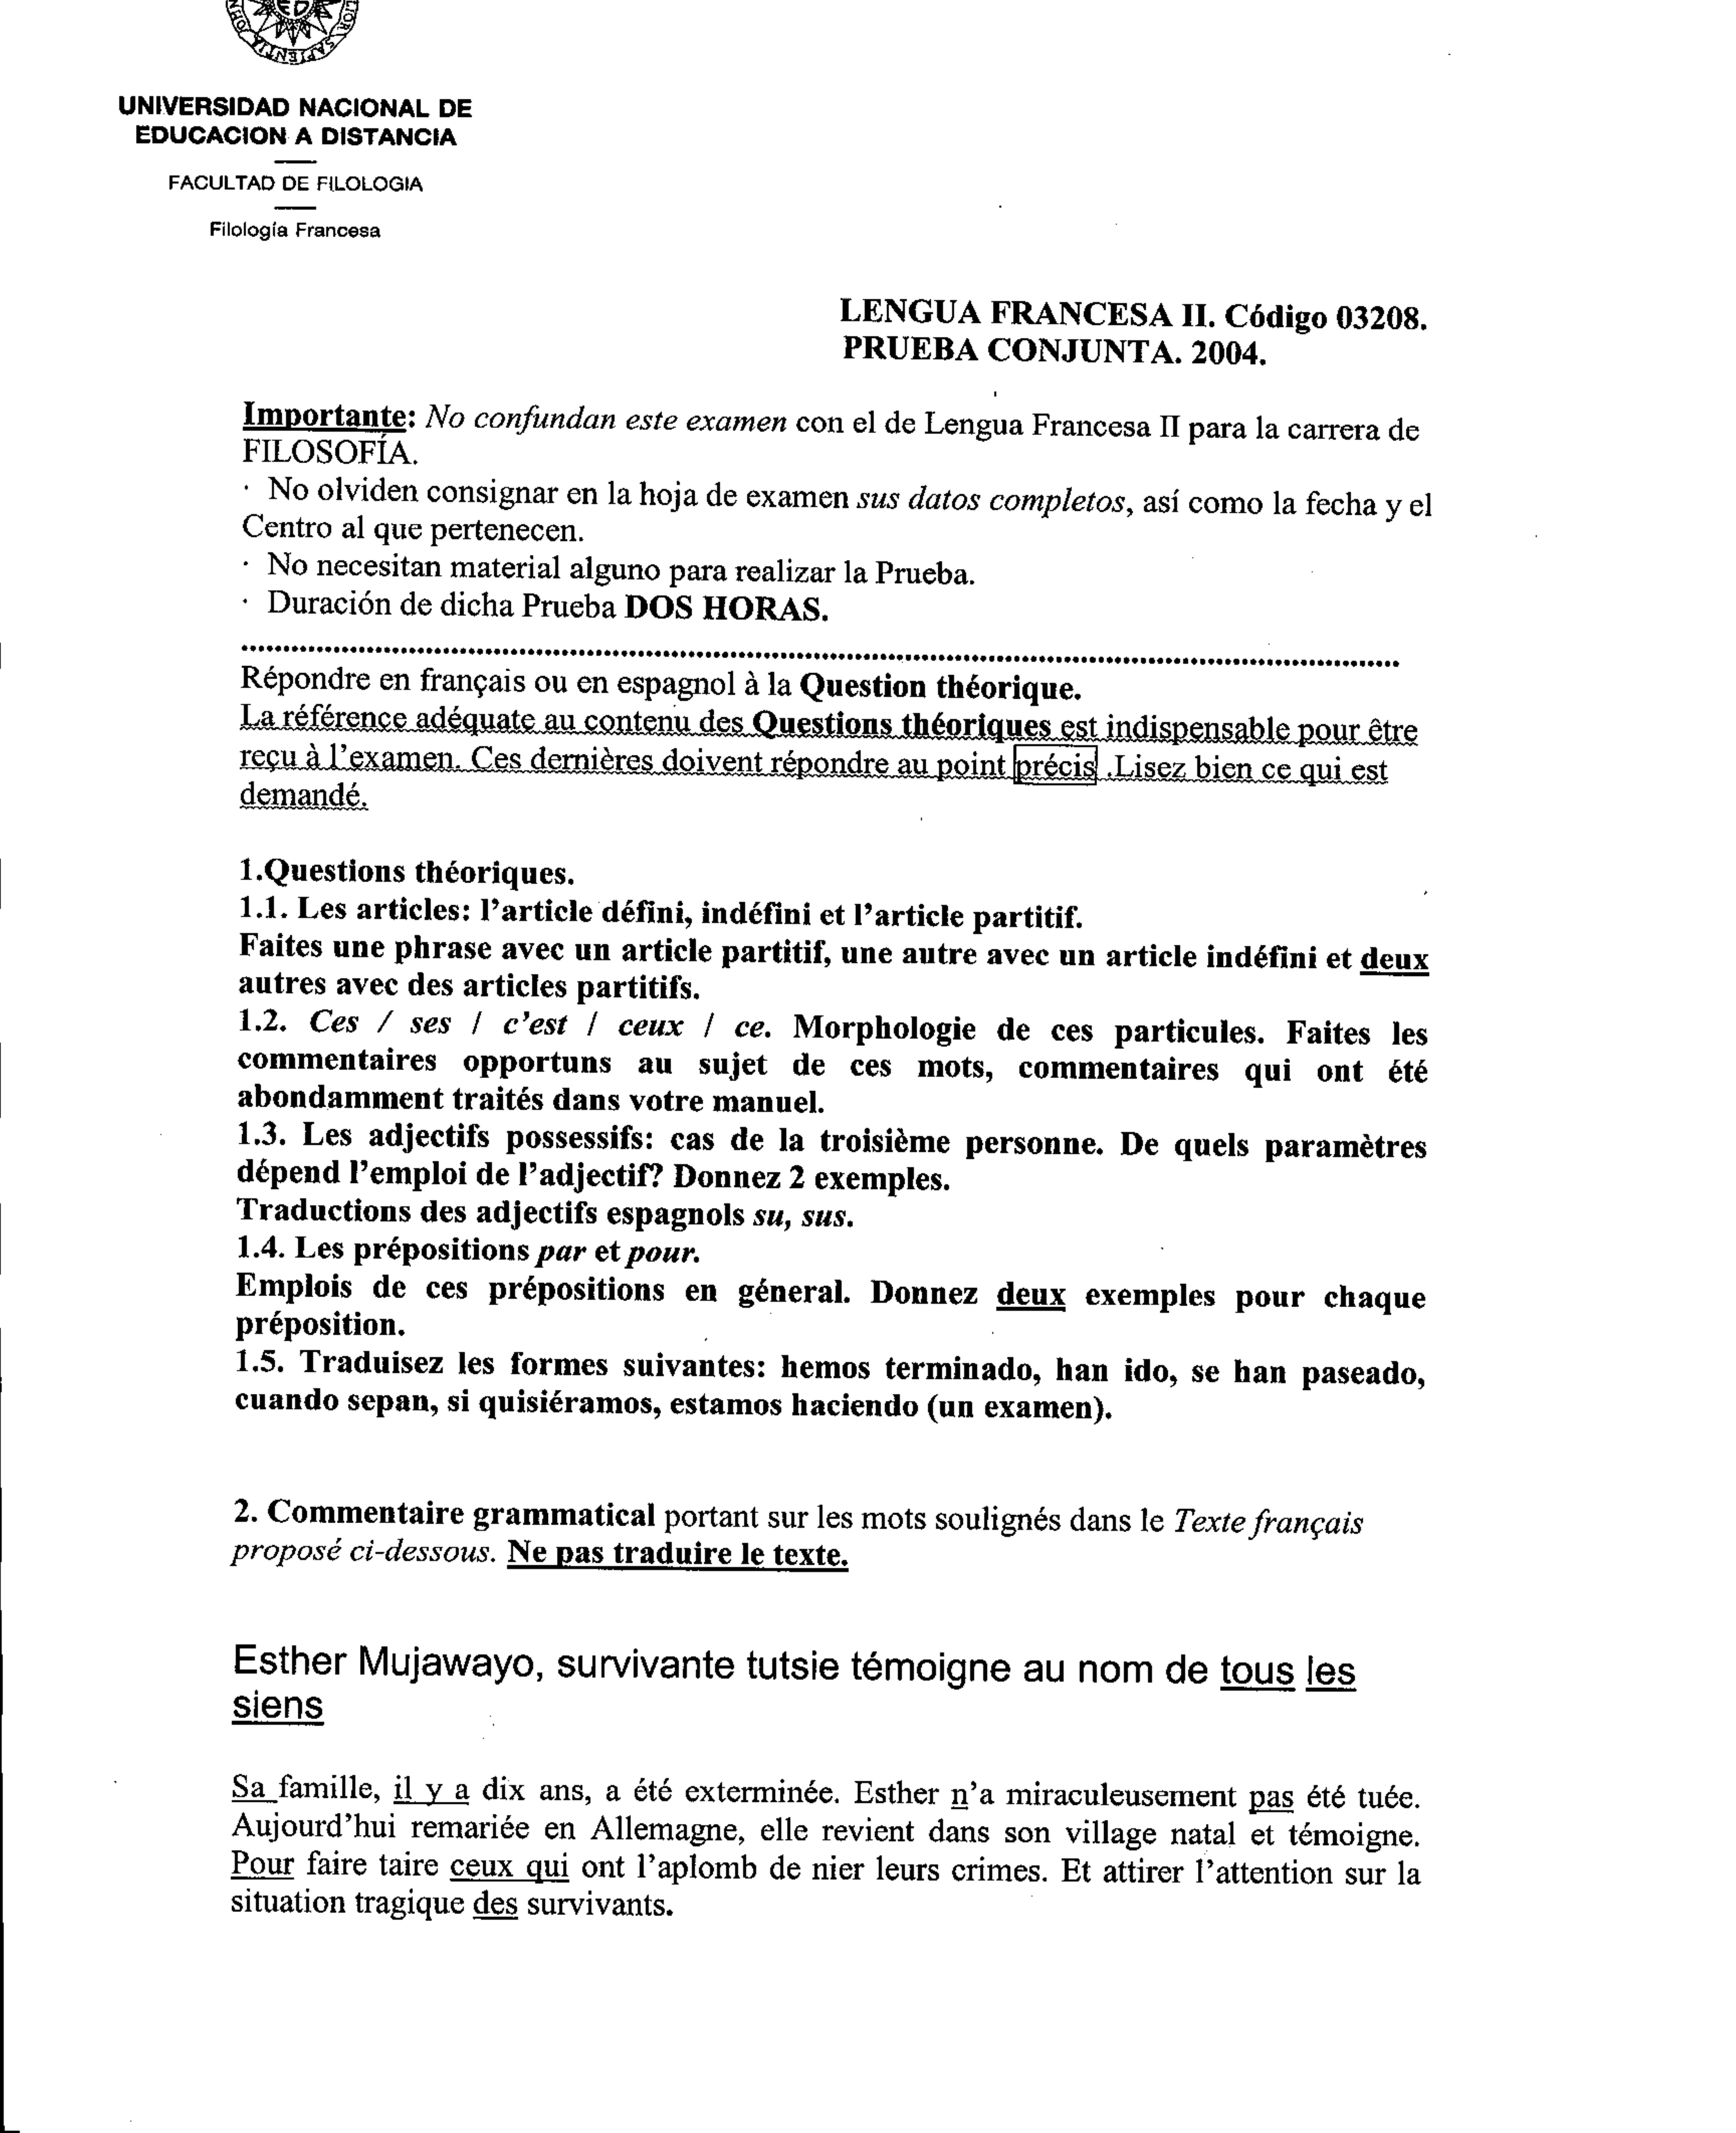 ED
SAPIENTIA
UNIVERSIDAD NACIONAL DE
EDUCACION A DISTANCIA
FACULTAD DE FILOLOGIA
Filología Francesa
LENGUA FRANCESA II. Código 03208.
PRUEBA CONJUNTA. 2004.
Importante: No confundan este examen con el de Lengua Francesa II para la carrera de
FILOSOFÍA.
· No olviden consignar en la hoja de examen sus datos completos, así como la fecha y el
Centro al que pertenecen.
· No necesitan material alguno para realizar la Prueba.
· Duración de dicha Prueba DOS HORAS.
Répondre en français ou en espagnol à la Question théorique.
La référence adéquate au contenu des Questions théoriques est indispensable pour être
reçu à l'examen. Ces dernières doivent répondre au point précis .Lisez bien ce qui est
demandé.
1.Questions théoriques.
1.1. Les articles: l'article défini, indéfini et l'article partitif.
Faites une phrase avec un article partitif, une autre avec un article indéfini et deux
autres avec des articles partitifs.
1.2. Ces / ses / c'est / ceux / ce. Morphologie de ces particules. Faites les
commentaires opportuns au sujet de ces mots, commentaires qui ont été
abondamment traités dans votre manuel.
1.3. Les adjectifs possessifs: cas de la troisième personne. De quels paramètres
dépend l'emploi de l'adjectif? Donnez 2 exemples.
Traductions des adjectifs espagnols su, sus.
1.4. Les prépositions par et pour.
Emplois de ces prépositions en géneral. Donnez deux exemples pour chaque
préposition.
1.5. Traduisez les formes suivantes: hemos terminado, han ido, se han paseado,
cuando sepan, si quisiéramos, estamos haciendo (un examen).
2. Commentaire grammatical portant sur les mots soulignés dans le Texte français
proposé ci-dessous. Ne pas traduire le texte.
Esther Mujawayo, survivante tutsie témoigne au nom de tous les
siens
Sa famille, il y a dix ans, a été exterminée. Esther n'a miraculeusement pas été tuée.
Aujourd'hui remariée en Allemagne, elle revient dans son village natal et témoigne.
Pour faire taire ceux qui ont l'aplomb de nier leurs crimes. Et attirer l'attention sur la
situation tragique des survivants.